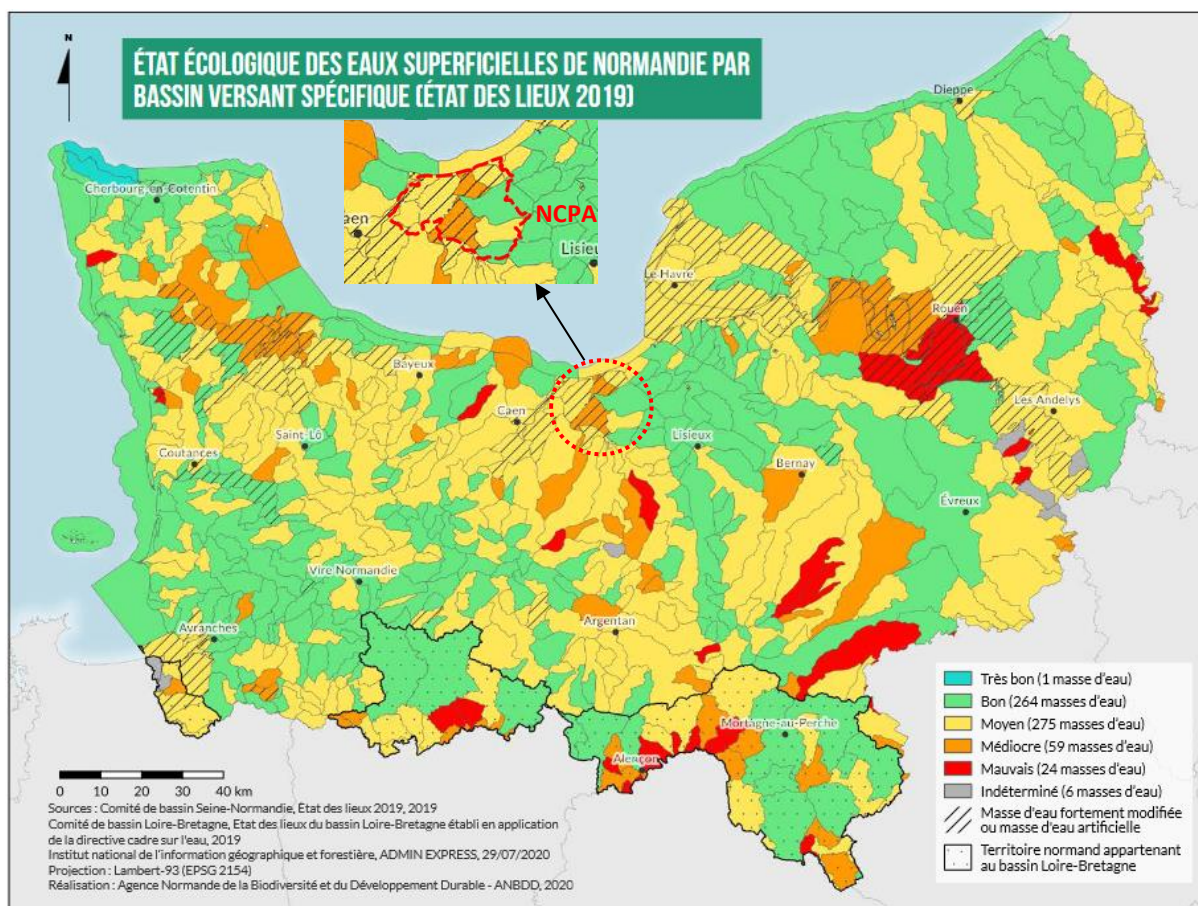 N
ÉTAT ÉCOLOGIQUE DES EAUX SUPERFICIELLES DE NORMANDIE PAR
BASSIN VERSANT SPÉCIFIQUE (ÉTAT DES LIEUX 2019)
Dieppe
Cherbourg-en-Cotentin
NCPA
Caen
Lisieu
Le Havre
Rouen
Bayeux
Caen
Les Andelys
Saint-Lô
Lisieux
Coutances
Bernay
Évreux
Vire Normandie
Avranches
Argentan
Mortagne-au-Perche
Alençon
Très bon (1 masse d'eau)
Bon (264 masses d'eau)
Moyen (275 masses d'eau)
Médiocre (59 masses d'eau)
Mauvais (24 masses d'eau)
Indéterminé (6 masses d'eau)
Masse d'eau fortement modifiée
ou masse d'eau artificielle
Territoire normand appartenant
au bassin Loire-Bretagne
0 10 20 30 40 km
Sources : Comité de bassin Seine-Normandie, État des lieux 2019, 2019
Comité de bassin Loire-Bretagne, Etat des lieux du bassin Loire-Bretagne établi en application
de la directive cadre sur l'eau, 2019
Institut national de l'information géographique et forestière, ADMIN EXPRESS, 29/07/2020
Projection : Lambert-93 (EPSG 2154)
Réalisation : Agence Normande de la Biodiversité et du Développement Durable - ANBDD, 2020